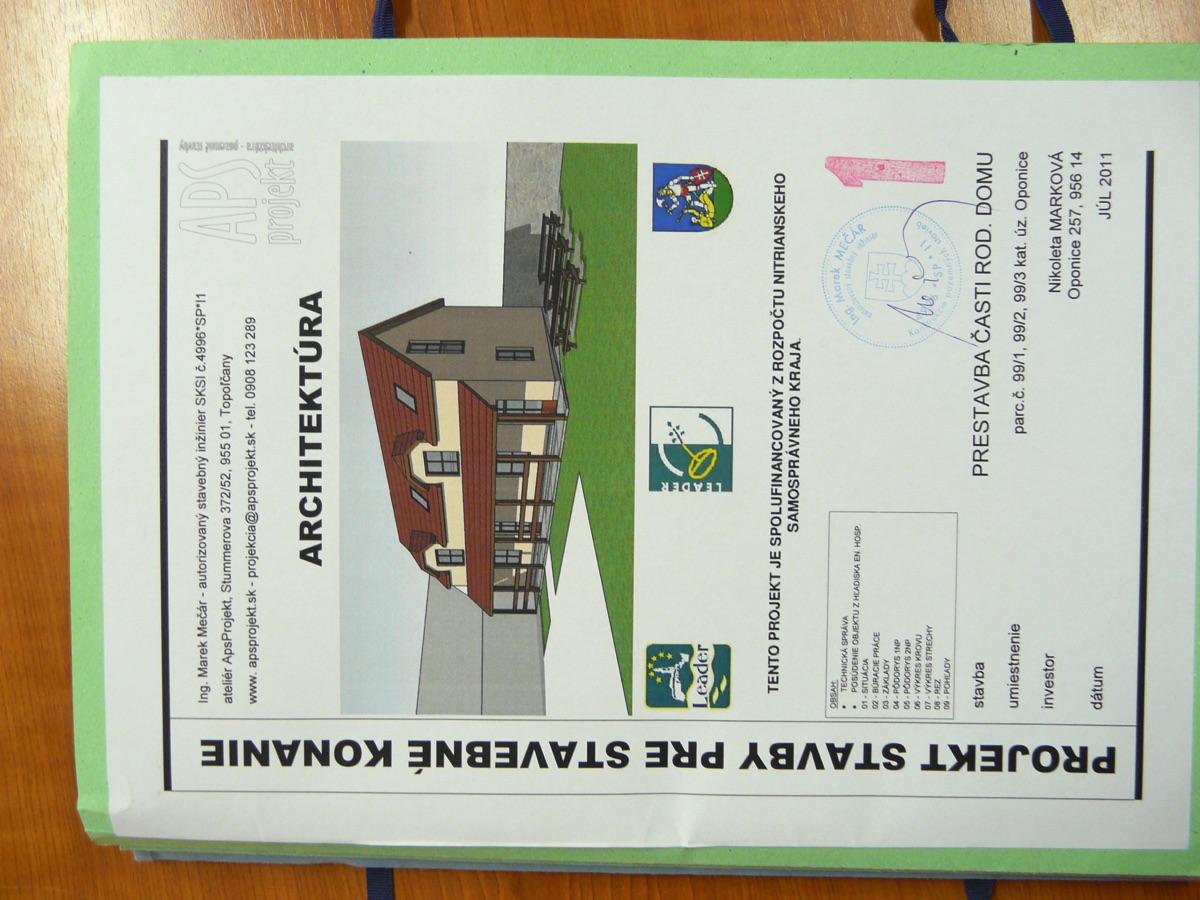 PROJEKT STAVBY PRE STAVEBNÉ KONANIE
Ing. Marek Mečár - autorizovaný stavebný inžinier SKSI č.4996*SP*I1
ateliér ApsProjekt, Stummerova 372/52, 955 01, Topoľčany
www. apsprojekt.sk - projekcia@apsprojekt.sk - tel. 0908 123 289
APS
projekt
architektúra - pozemné stavby
ARCHITEKTÚRA
Leader
LEADER
TENTO PROJEKT JE SPOLUFINANCOVANÝ Z ROZPOČTU NITRIANSKEHO
SAMOSPRÁVNEHO KRAJA.
OBSAH:
• TECHNICKÁ SPRÁVA
• POSÚDENIE OBJEKTU Z HĽADISKA EN. HOSP.
01 - SITUÁCIA
02 - BÚRACIE PRÁCE
03 - ZÁKLADY
04 - PÔDORYS 1NP
05 - PÔDORYS 2NP
06 - VÝKRES KROVU
07 - VÝKRES STRECHY
08 - REZ
09 - POHĽADY
Ing. Marek MEČÁR
1
stavba PRESTAVBA ČASTI ROD. DOMU
umiestnenie parc.č. 99/1, 99/2, 99/3 kat. úz. Oponice
investor Nikoleta MARKOVÁ
Oponice 257, 956 14
dátum JÚL 2011